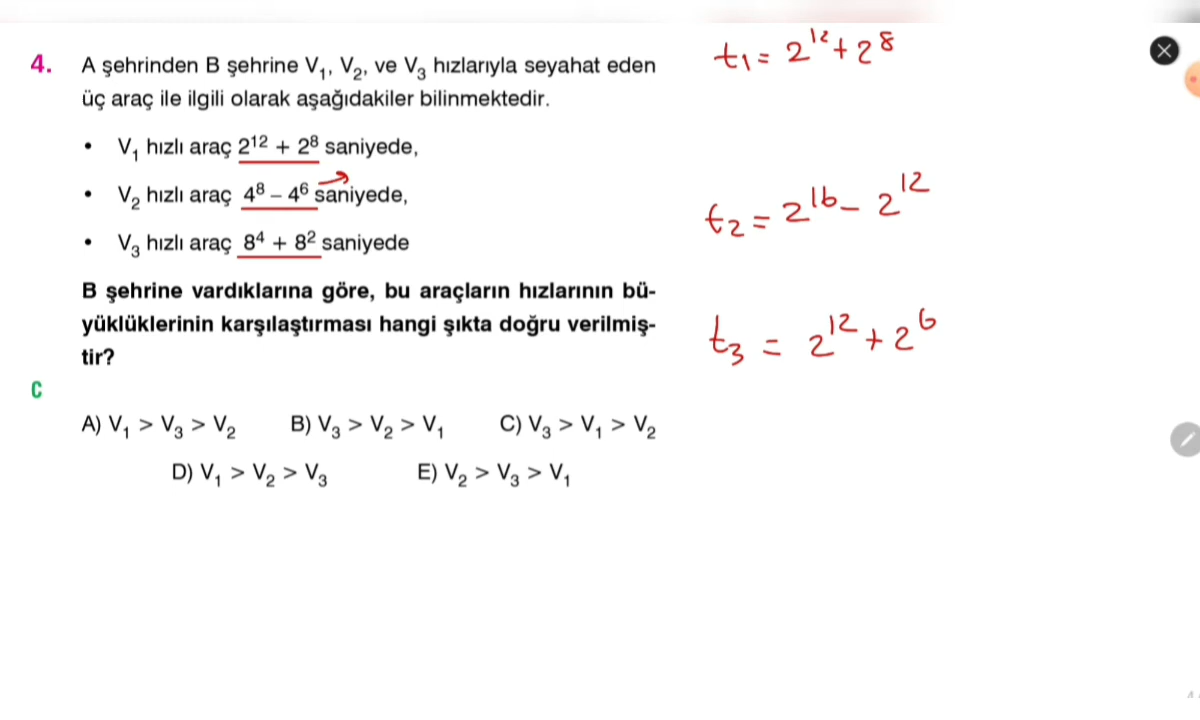 4. A şehrinden B şehrine V₁, V₂, ve V₃ hızlarıyla seyahat eden
üç araç ile ilgili olarak aşağıdakiler bilinmektedir.
• V₁ hızlı araç 2¹² + 2⁸ saniyede,
• V₂ hızlı araç 4⁸ – 4⁶ saniyede,
• V₃ hızlı araç 8⁴ + 8² saniyede
B şehrine vardıklarına göre, bu araçların hızlarının bü-
yüklüklerinin karşılaştırması hangi şıkta doğru verilmiş-
tir?
C
A) V₁ > V₃ > V₂ B) V₃ > V₂ > V₁ C) V₃ > V₁ > V₂
D) V₁ > V₂ > V₃ E) V₂ > V₃ > V₁
t₁ = 2¹² + 2⁸
t₂ = 2¹⁶ – 2¹²
t₃ = 2¹² + 2⁶